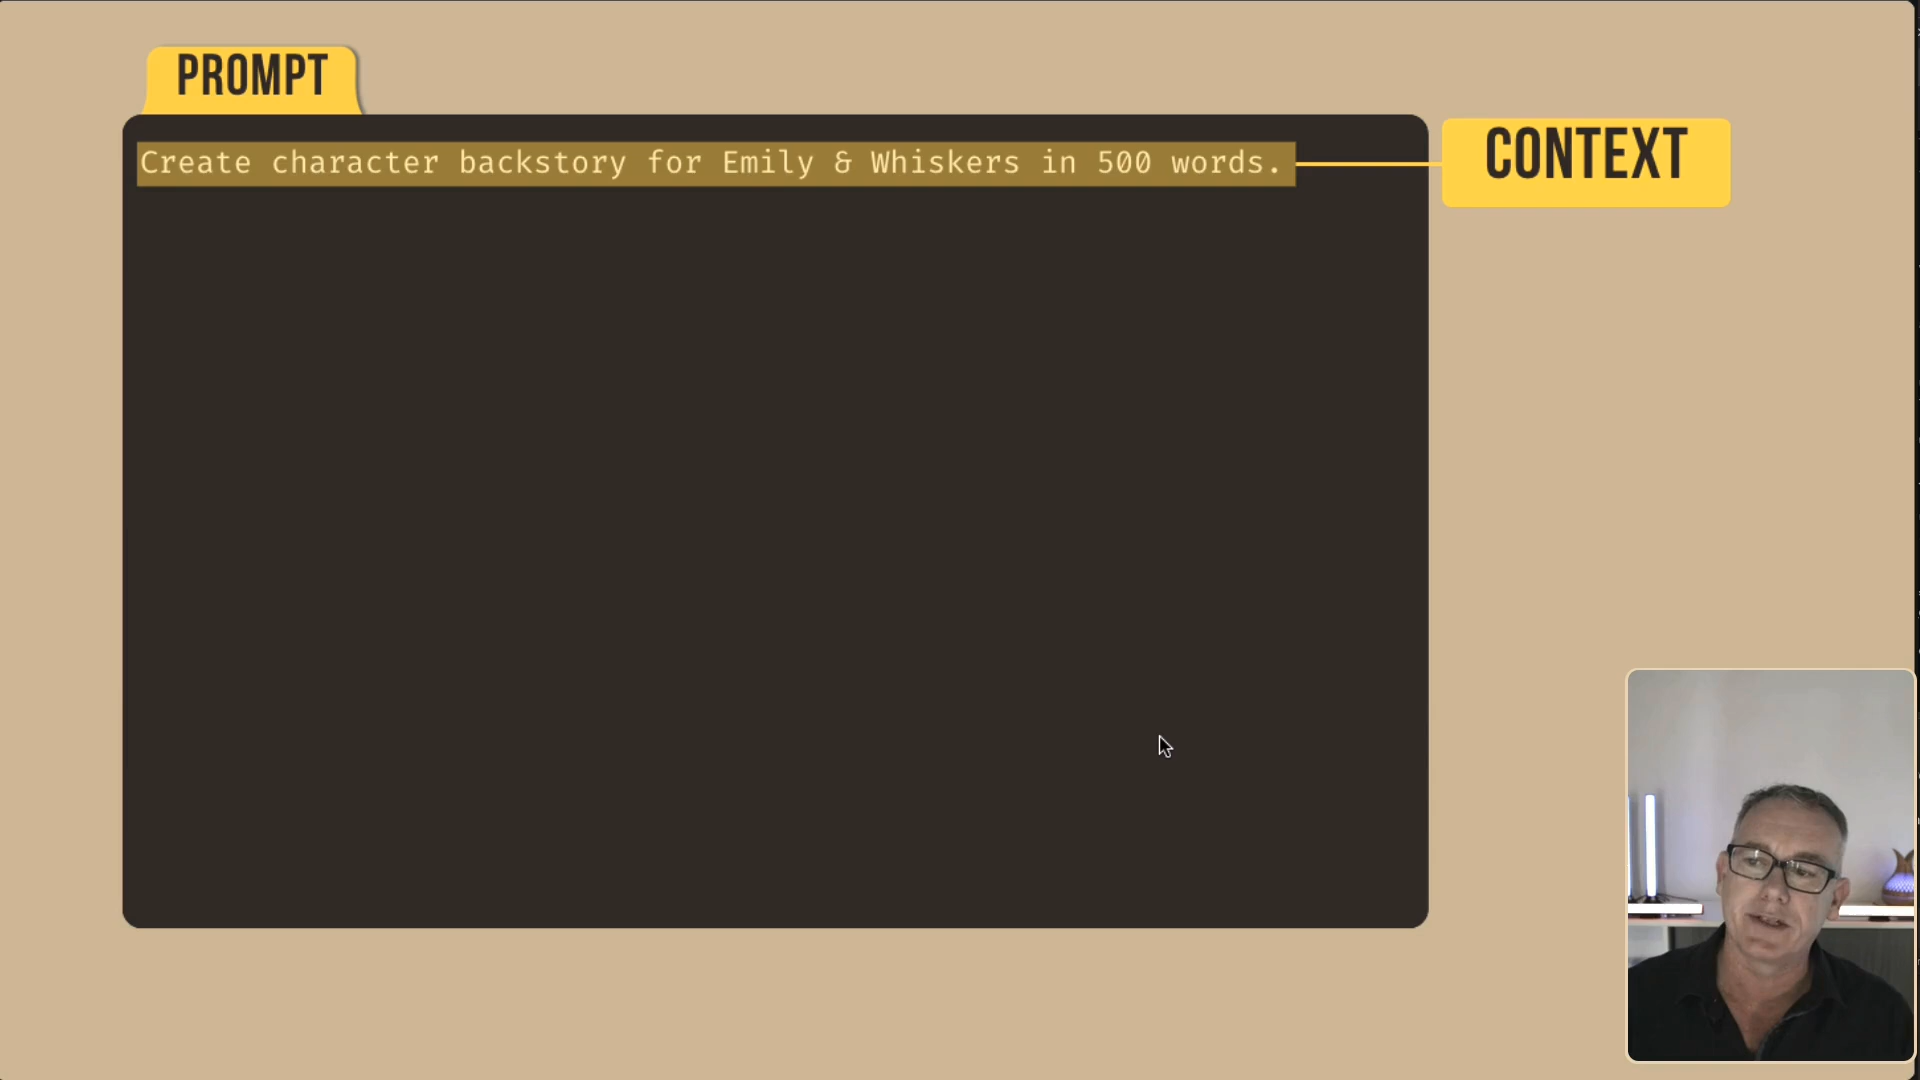 PROMPT
Create character backstory for Emily & Whiskers in 500 words.
CONTEXT